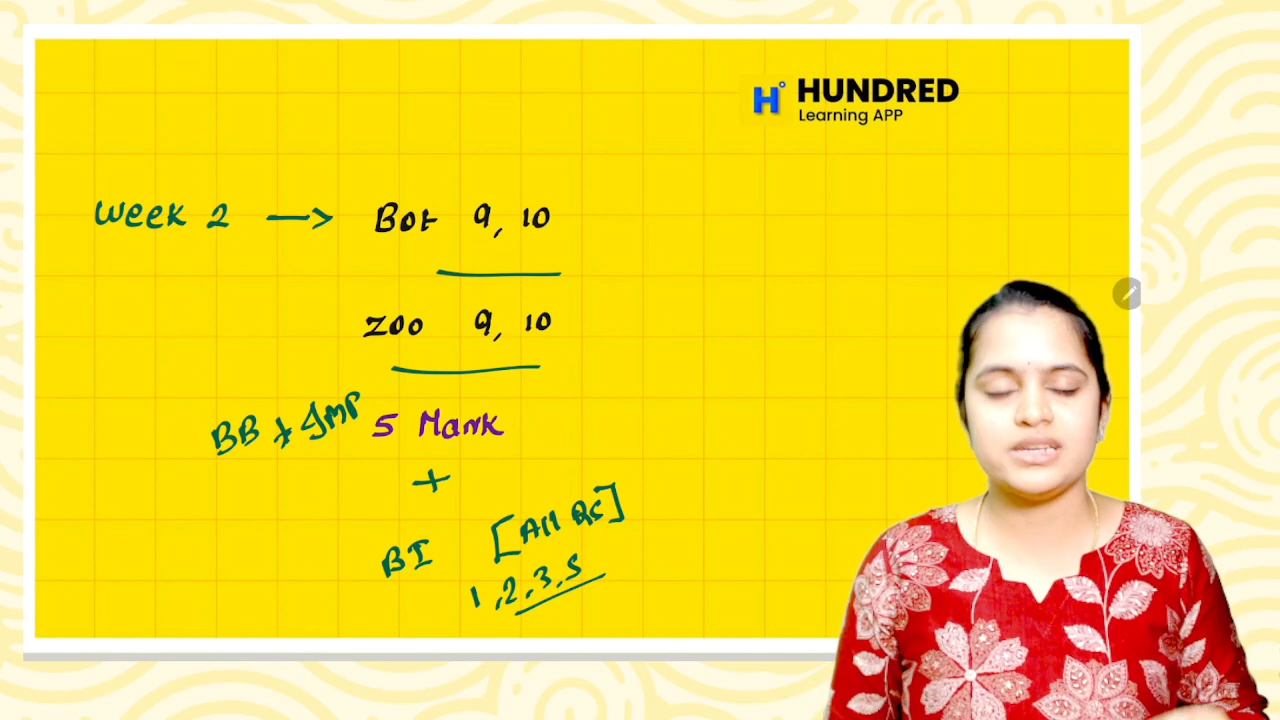 H° HUNDRED
Learning APP
Week 2 → Bot 9, 10
Zoo 9, 10
BB + IMP 5 Mark
+
BI [All QS]
1, 2, 3, 5